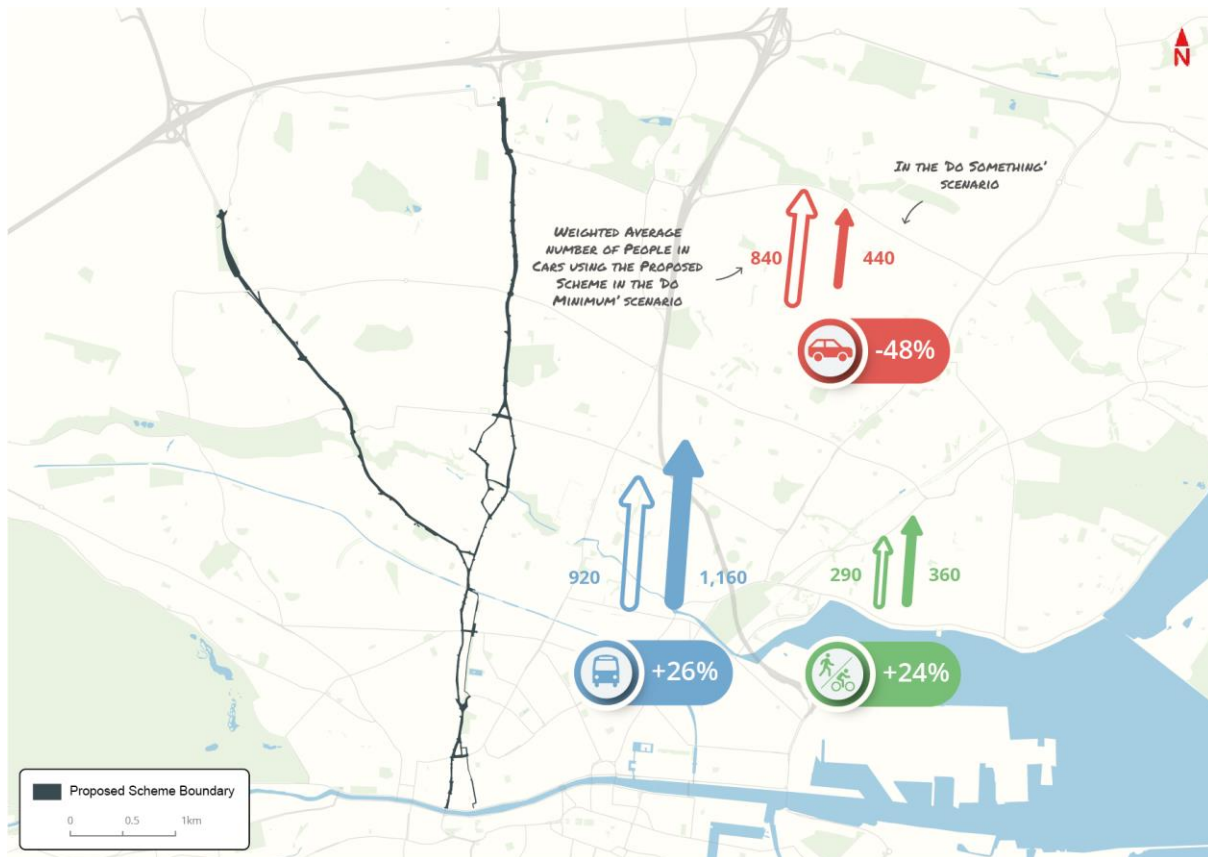 N
IN THE 'DO SOMETHING'
SCENARIO
WEIGHTED AVERAGE
NUMBER OF PEOPLE IN
CARS USING THE PROPOSED
SCHEME IN THE 'DO
MINIMUM' SCENARIO
840
440
-48%
920
1,160
+26%
290
360
+24%
Proposed Scheme Boundary
0 0.5 1km